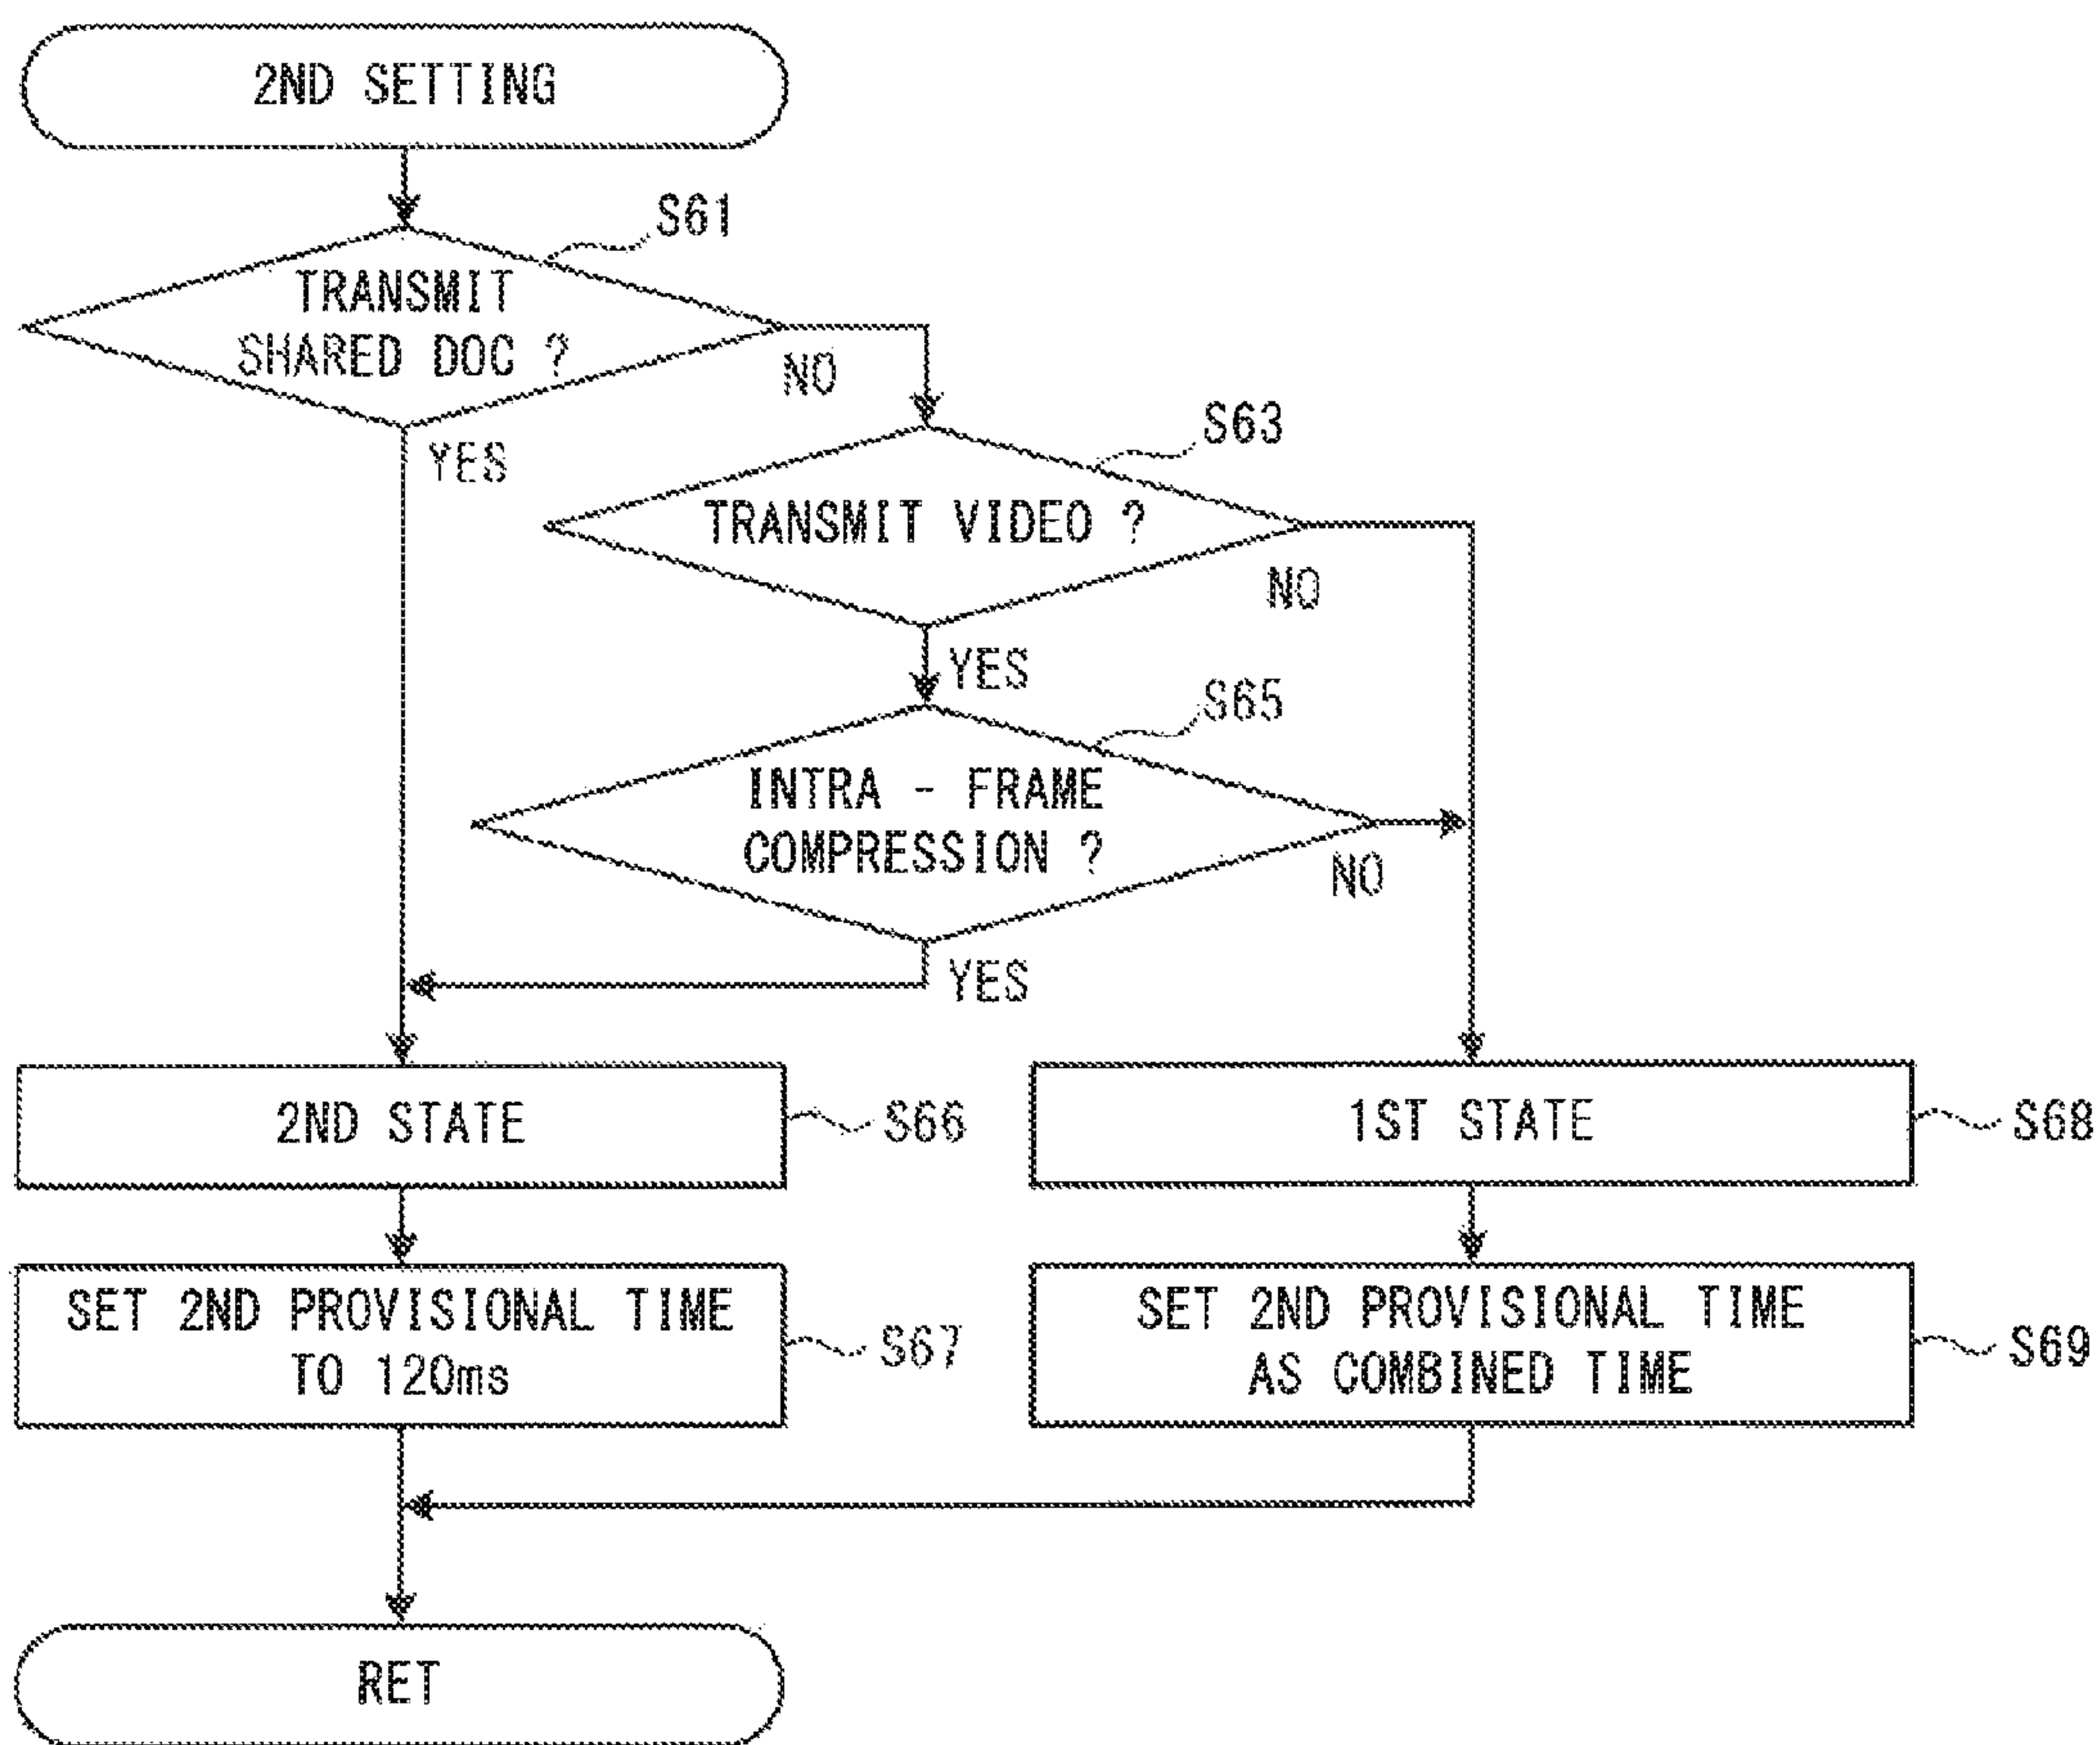 2ND SETTING
S61
TRANSMIT
SHARED DOC ?
NO
YES
S63
TRANSMIT VIDEO ?
NO
YES
S65
INTRA - FRAME
COMPRESSION ?
NO
YES
2ND STATE
S66
1ST STATE
S68
SET 2ND PROVISIONAL TIME
TO 120ms
S67
SET 2ND PROVISIONAL TIME
AS COMBINED TIME
S69
RET